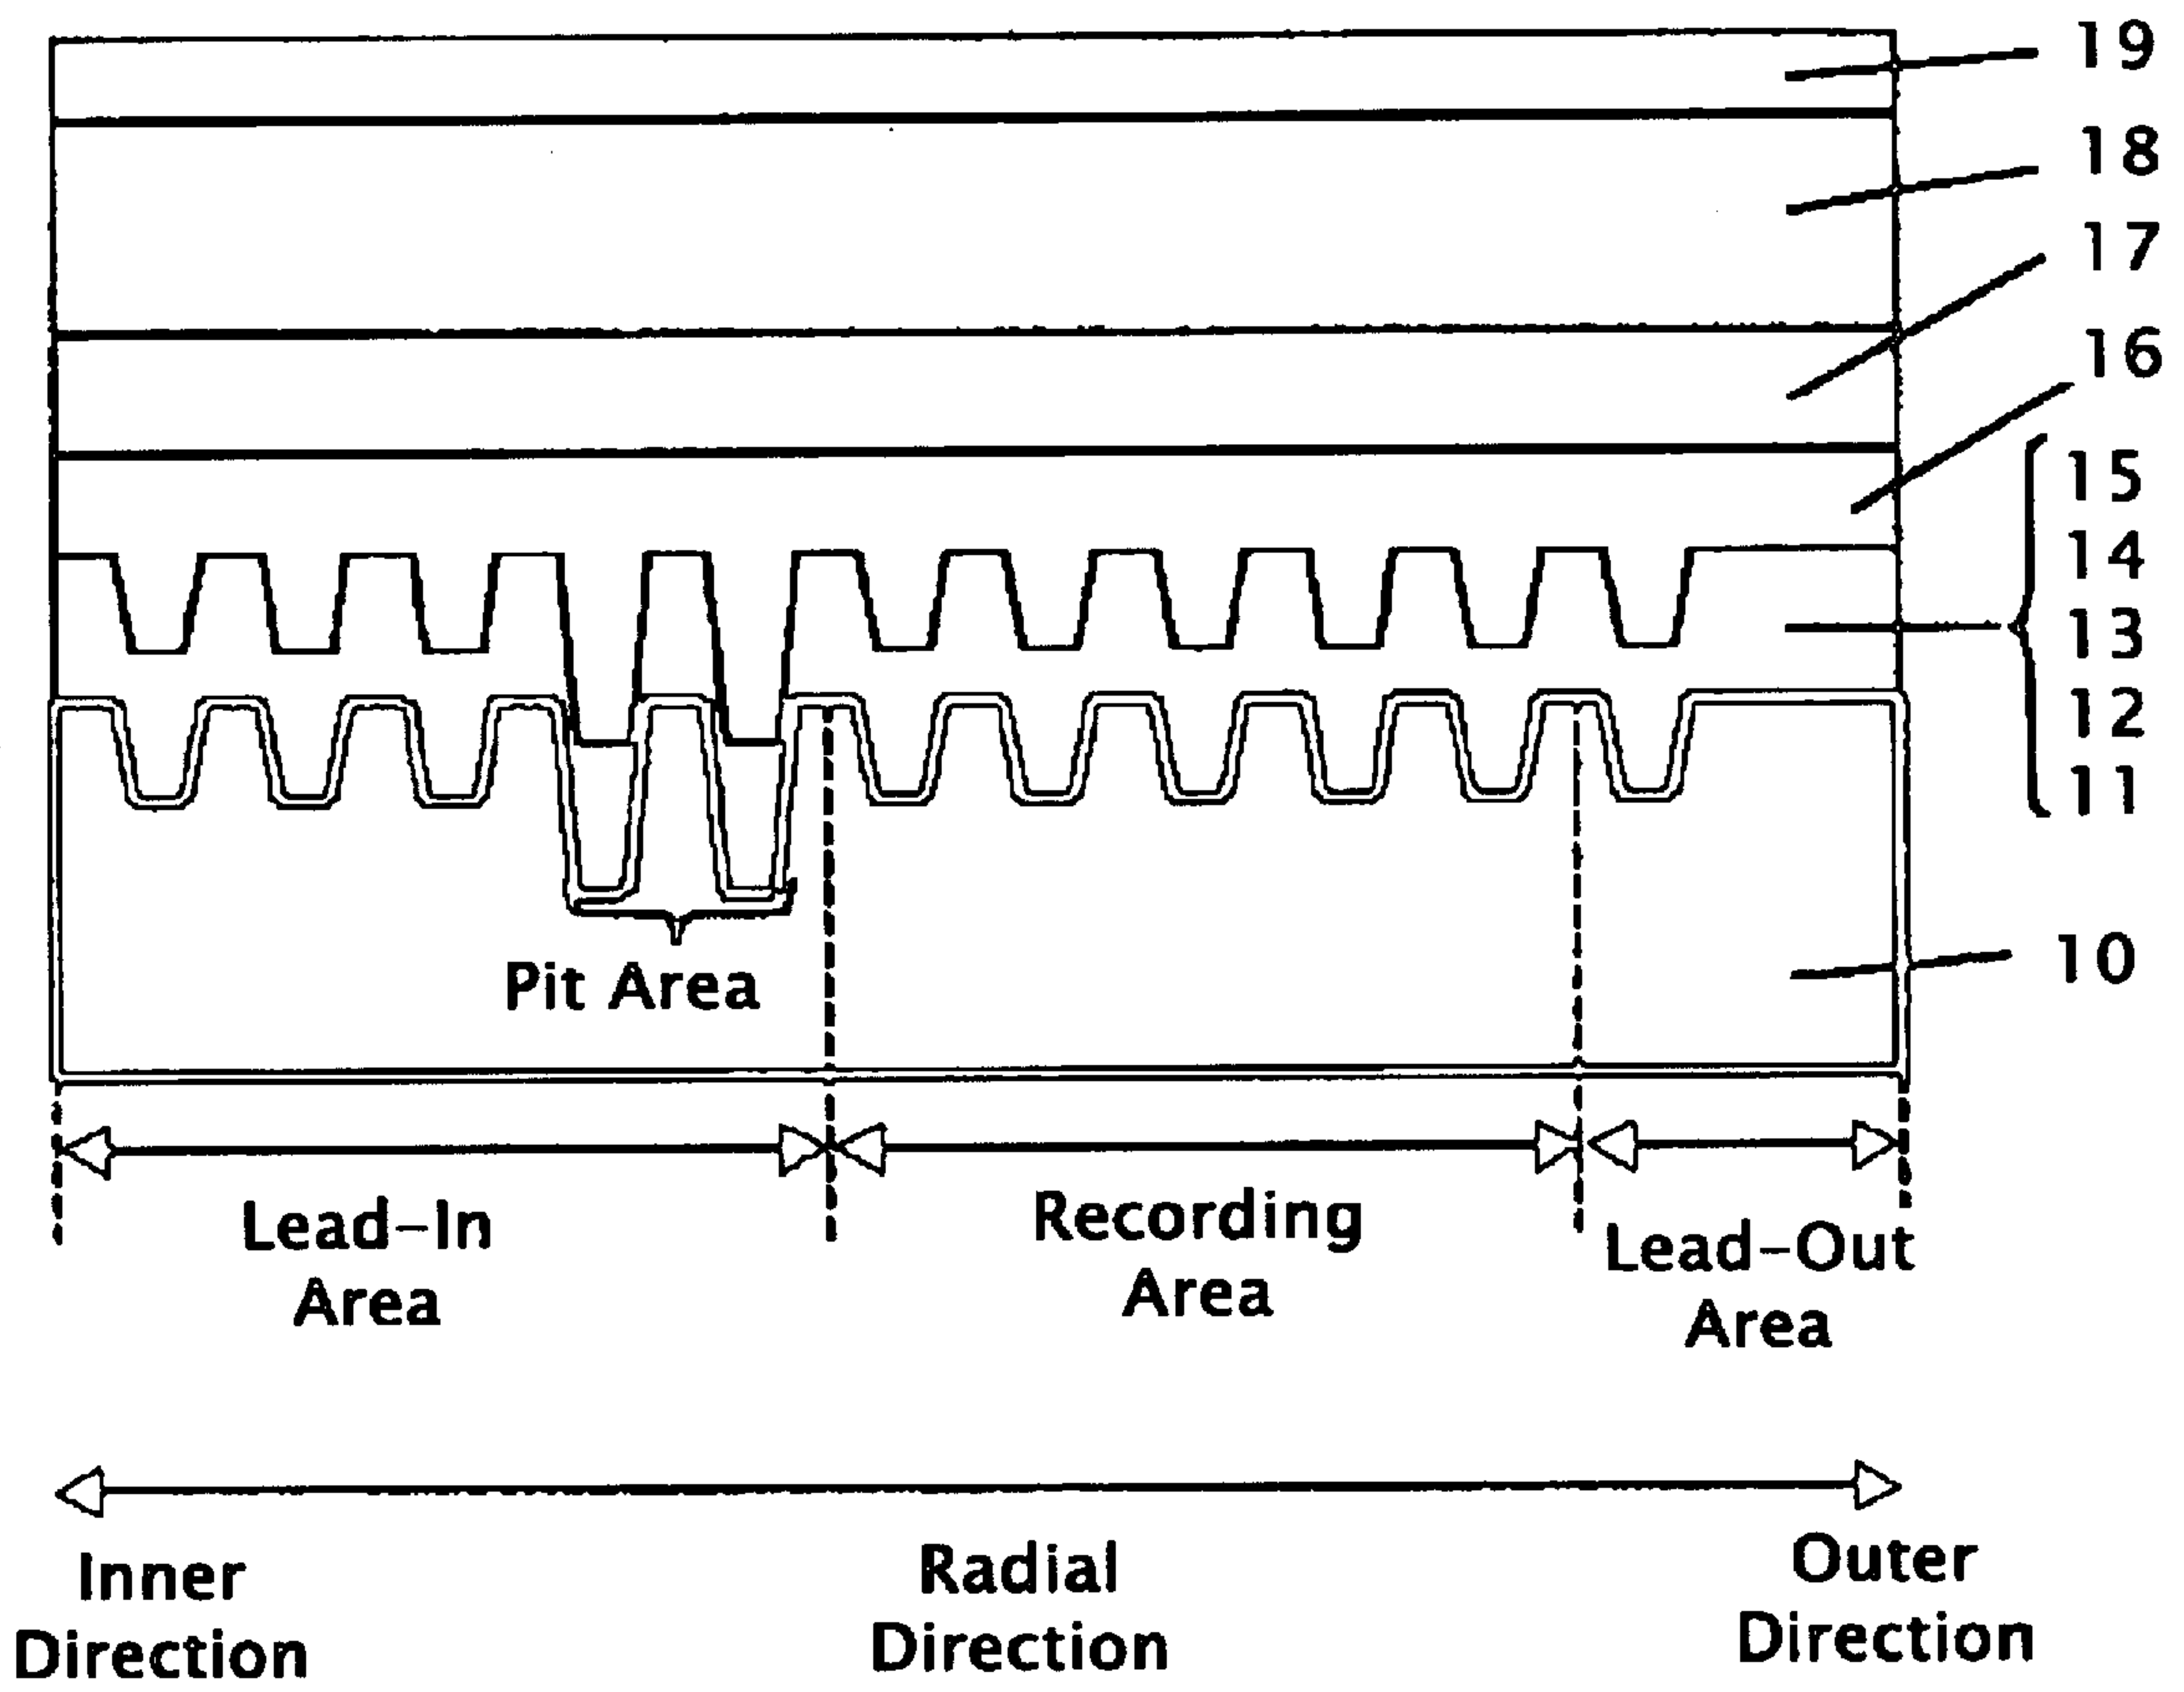 19
18
17
16
15
14
13
12
11
10
Pit Area
Lead-In
Area
Recording
Area
Lead-Out
Area
Inner
Direction
Radial
Direction
Outer
Direction